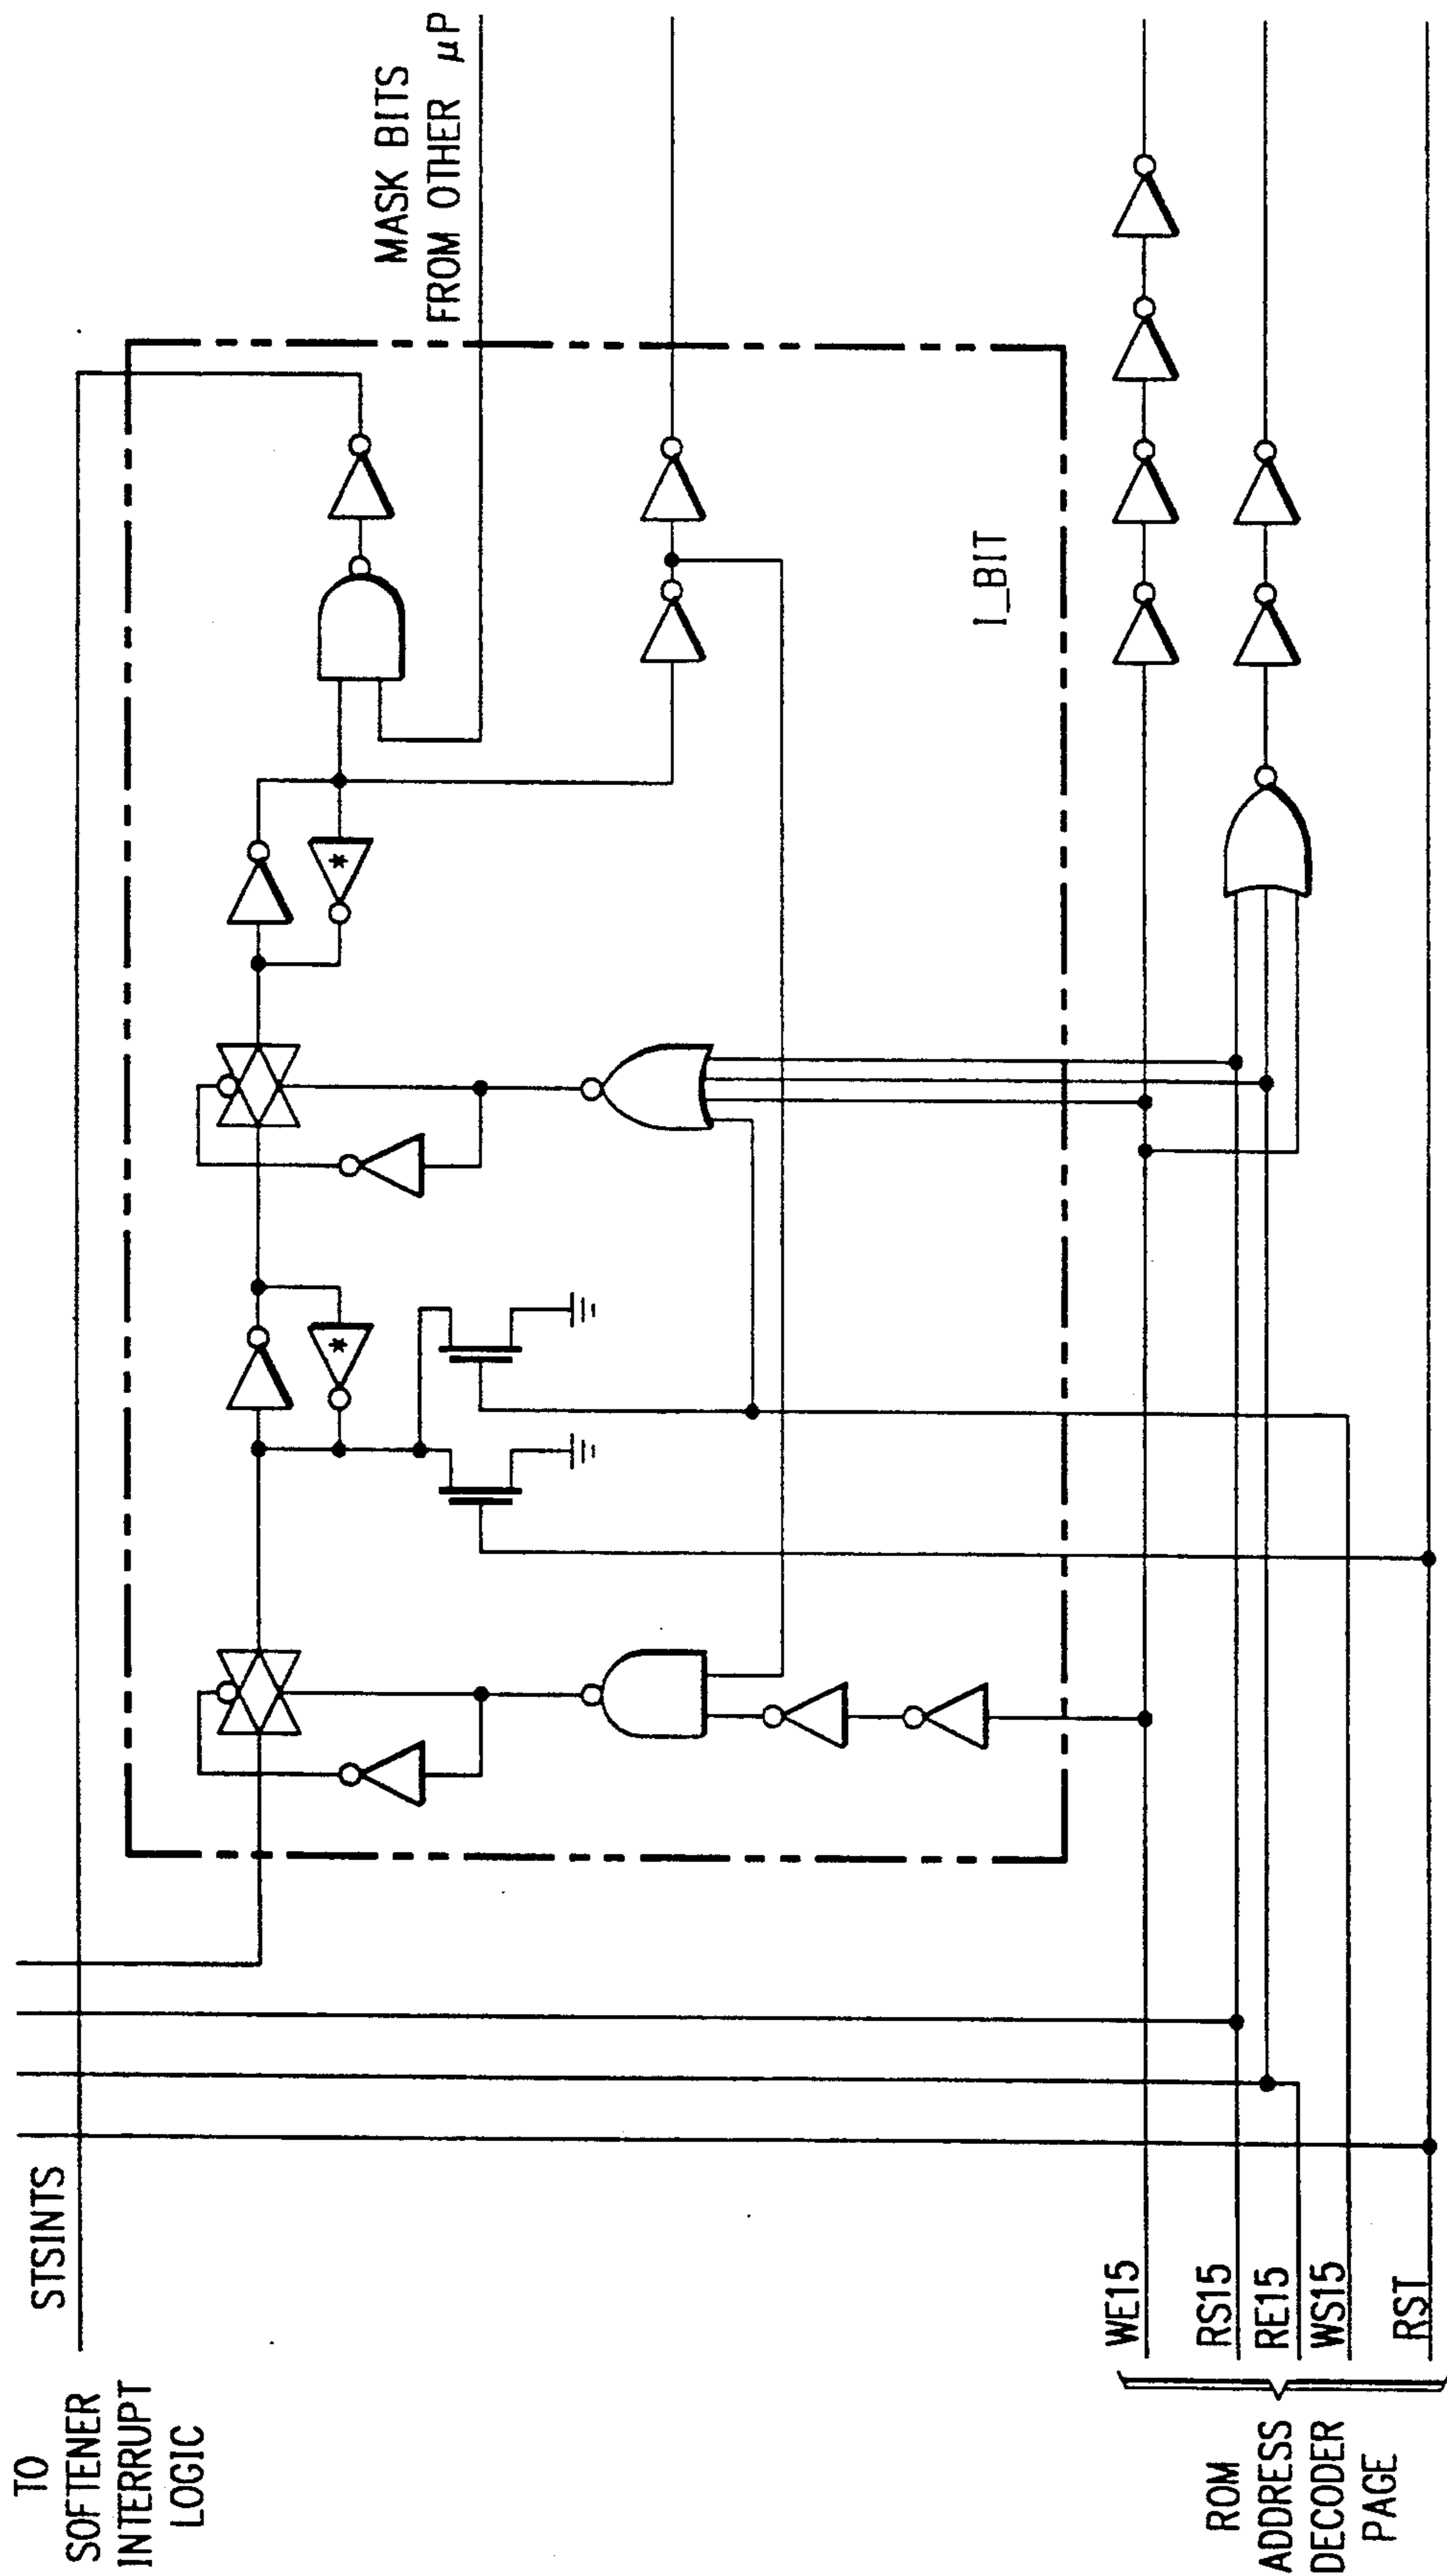 STSINTS
TO
SOFTENER
INTERRUPT
LOGIC
MASK BITS
FROM OTHER µP
I_BIT
*
*
WE15
RS15
RE15
WS15
RST
ROM
ADDRESS
DECODER
PAGE